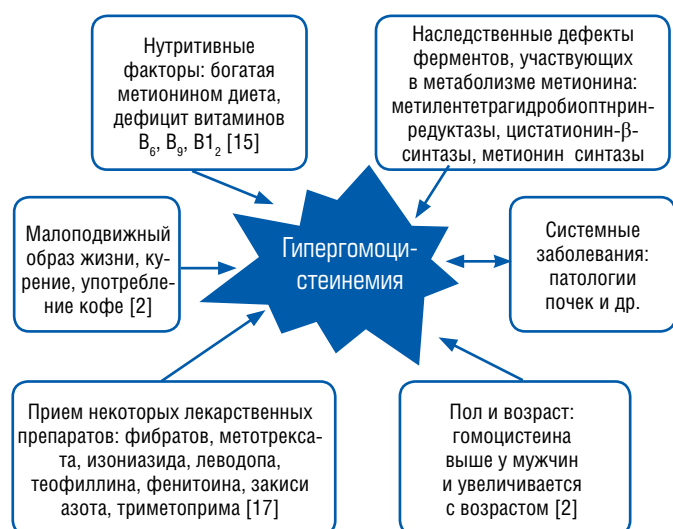 Нутритивные
факторы: богатая
метионином диета,
дефицит витаминов
B₆, B₉, B1₂ [15]
Наследственные дефекты
ферментов, участвующих
в метаболизме метионина:
метилентетрагидробиоптнрин-
редуктазы, цистатионин-β-
синтазы, метионин синтазы
Малоподвижный
образ жизни, ку-
рение, употребле-
ние кофе [2]
Гипергомоци-
стеинемия
Системные
заболевания:
патологии
почек и др.
Прием некоторых лекарственных
препаратов: фибратов, метотрекса-
та, изониазида, леводопа,
теофиллина, фенитоина, закиси
азота, триметоприма [17]
Пол и возраст:
гомоцистеина
выше у мужчин
и увеличивается
с возрастом [2]